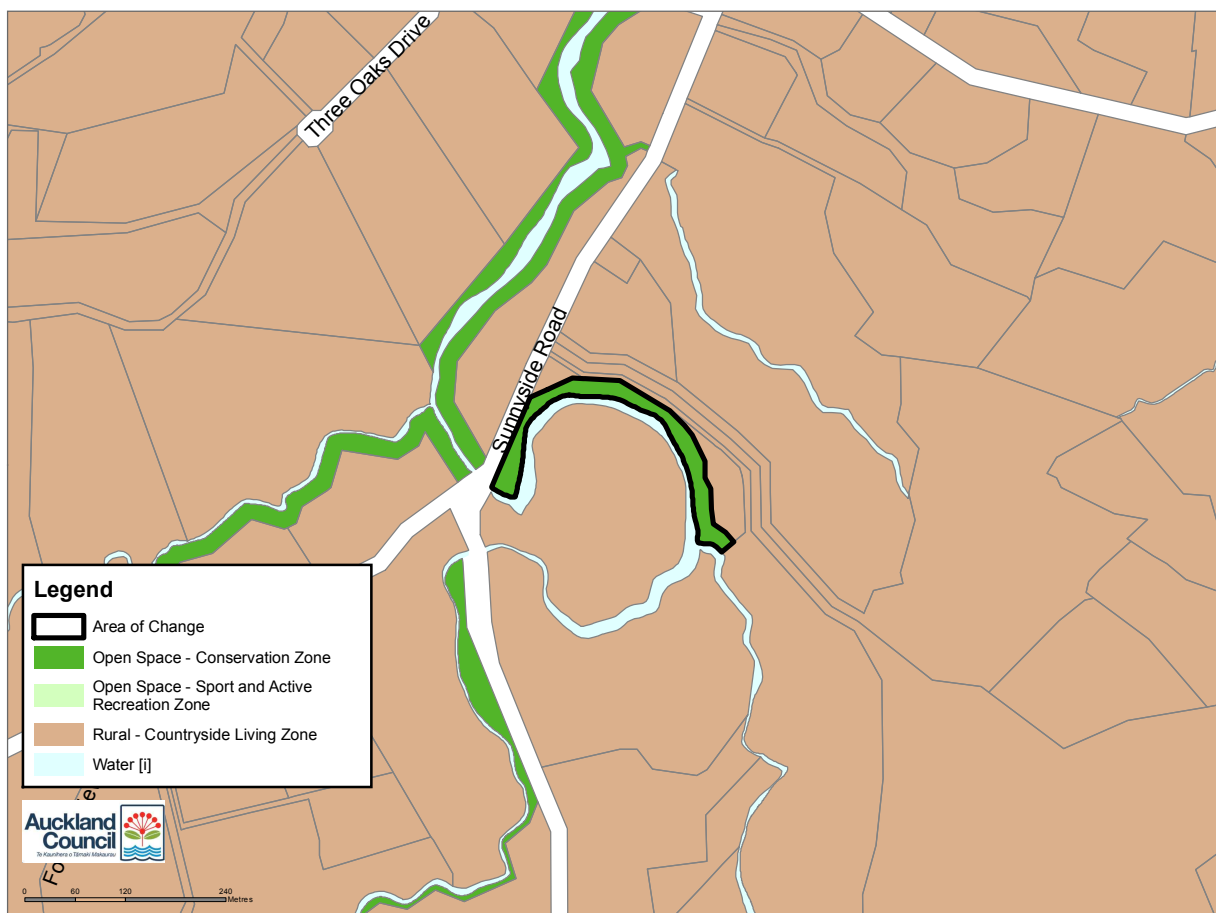 Three Oaks Drive
Sunnyside Road
Legend
Area of Change
Open Space - Conservation Zone
Open Space - Sport and Active
Recreation Zone
Rural - Countryside Living Zone
Water [i]
Auckland
Council
Te Kaunihera o Tāmaki Makaurau
0 60 120 240
Metres